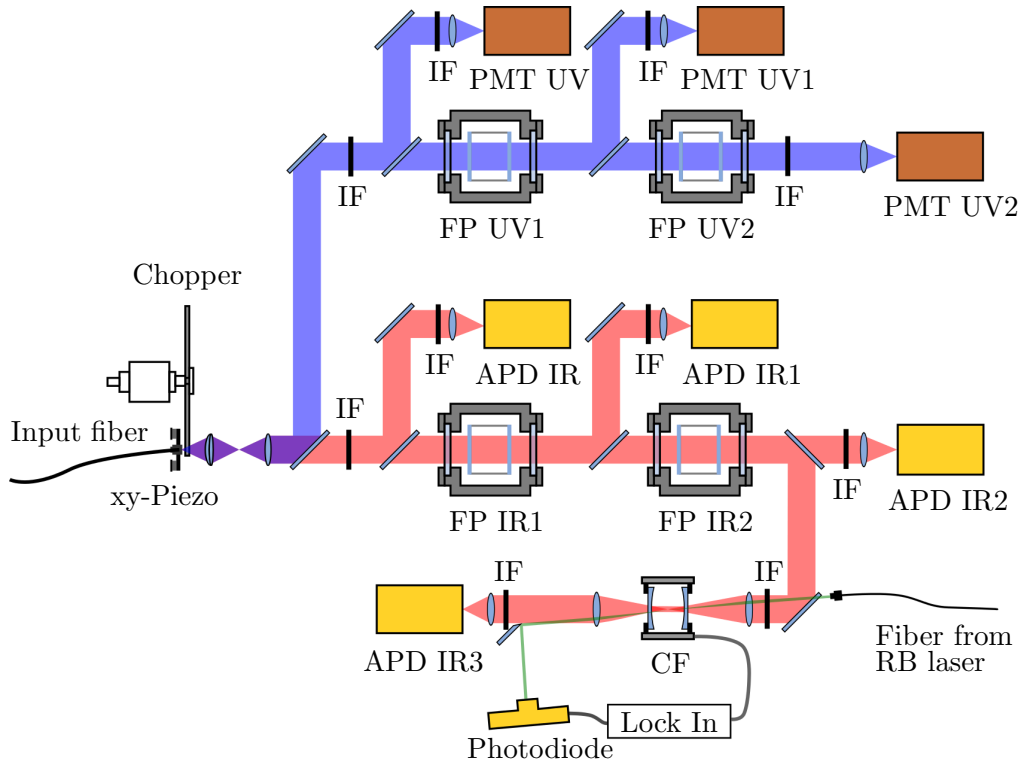 IF
PMT UV
IF
PMT UV1
IF
FP UV1
FP UV2
IF
PMT UV2
Chopper
IF
APD IR
IF
APD IR1
Input fiber
IF
xy-Piezo
FP IR1
FP IR2
IF
APD IR2
IF
IF
APD IR3
CF
Fiber from
RB laser
Lock In
Photodiode